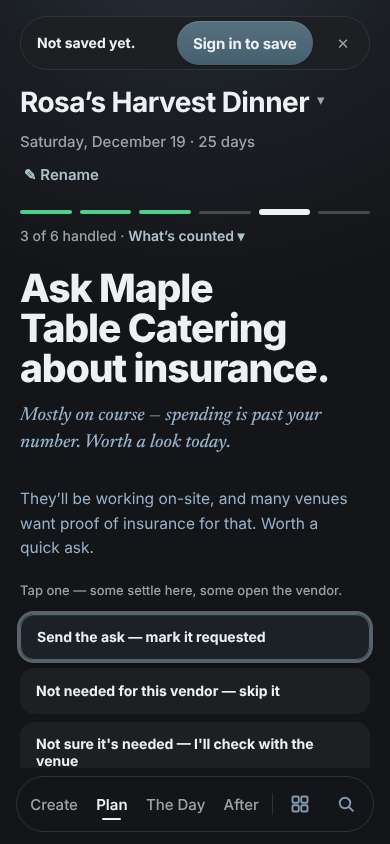 Not saved yet.
Sign in to save
×
Rosa’s Harvest Dinner ▾
Saturday, December 19 · 25 days
✎ Rename
3 of 6 handled · What’s counted ▾
Ask Maple
Table Catering
about insurance.
Mostly on course — spending is past your
number. Worth a look today.
They’ll be working on-site, and many venues
want proof of insurance for that. Worth a
quick ask.
Tap one — some settle here, some open the vendor.
Send the ask — mark it requested
Not needed for this vendor — skip it
Not sure it's needed — I'll check with the
venue
Create Plan The Day After